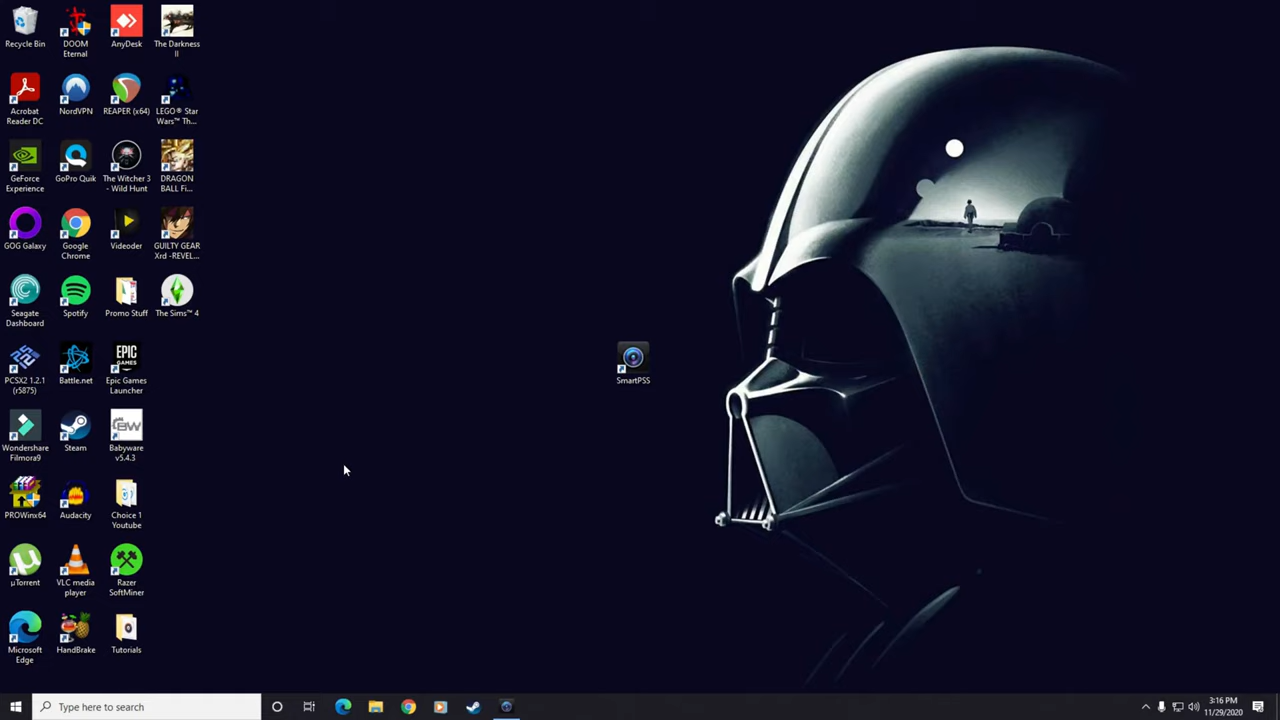 Recycle Bin
DOOM
Eternal
AnyDesk
The Darkness
II
Acrobat
Reader DC
NordVPN
REAPER (x64)
LEGO® Star
Wars™ Th...
GeForce
Experience
GoPro Quik
The Witcher 3
- Wild Hunt
DRAGON
BALL Fi...
GOG Galaxy
Google
Chrome
Videoder
GUILTY GEAR
Xrd -REVEL...
Seagate
Dashboard
Spotify
Promo Stuff
The Sims™ 4
PCSX2 1.2.1
(r5875)
Battle.net
EPIC
GAMES
Epic Games
Launcher
SmartPSS
Wondershare
Filmora9
Steam
BW
Babyware
v5.4.3
PROWinx64
Audacity
Choice 1
Youtube
µTorrent
VLC media
player
Razer
SoftMiner
Microsoft
Edge
HandBrake
Tutorials
Type here to search
3:16 PM
11/29/2020